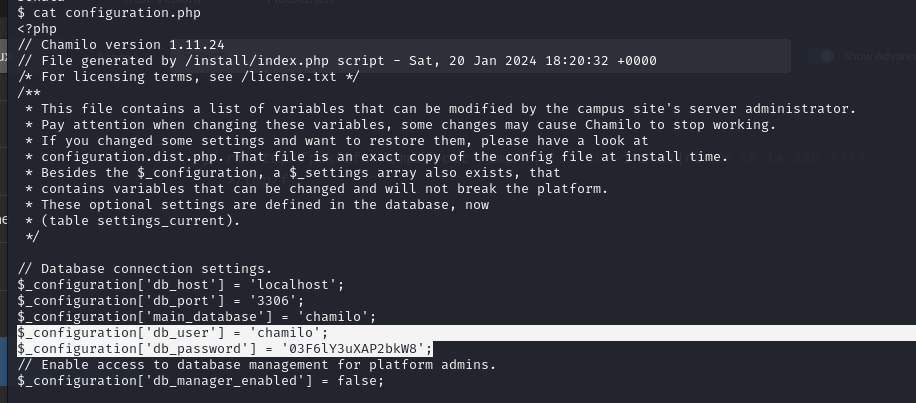 $ cat configuration.php
<?php
// Chamilo version 1.11.24
// File generated by /install/index.php script - Sat, 20 Jan 2024 18:20:32 +0000
/* For licensing terms, see /license.txt */
/**
 * This file contains a list of variables that can be modified by the campus site's server administrator.
 * Pay attention when changing these variables, some changes may cause Chamilo to stop working.
 * If you changed some settings and want to restore them, please have a look at
 * configuration.dist.php. That file is an exact copy of the config file at install time.
 * Besides the $_configuration, a $_settings array also exists, that
 * contains variables that can be changed and will not break the platform.
 * These optional settings are defined in the database, now
 * (table settings_current).
 */
// Database connection settings.
$_configuration['db_host'] = 'localhost';
$_configuration['db_port'] = '3306';
$_configuration['main_database'] = 'chamilo';
$_configuration['db_user'] = 'chamilo';
$_configuration['db_password'] = '03F6lY3uXAP2bkW8';
// Enable access to database management for platform admins.
$_configuration['db_manager_enabled'] = false;